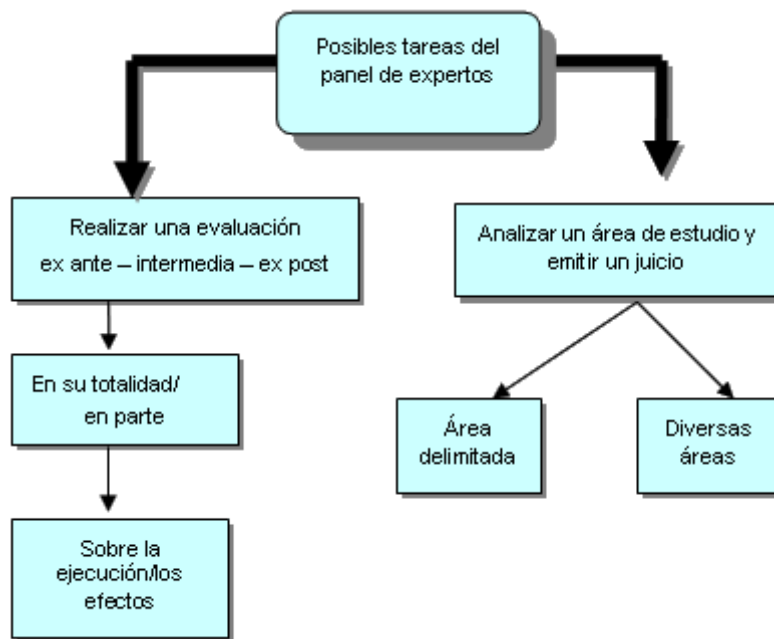 Posibles tareas del
panel de expertos
Realizar una evaluación
ex ante – intermedia – ex post
En su totalidad/
en parte
Sobre la
ejecución/los
efectos
Analizar un área de estudio y
emitir un juicio
Área
delimitada
Diversas
áreas